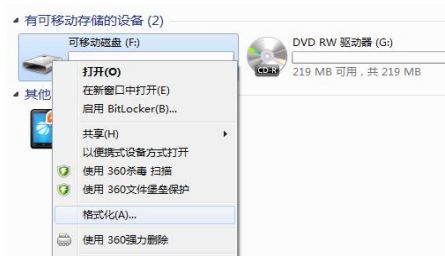 有可移动存储的设备 (2)
可移动磁盘 (F:)
DVD RW 驱动器 (G:)
CD-R
219 MB 可用，共 219 MB
其他
打开(O)
在新窗口中打开(E)
启用 BitLocker(B)...
共享(H)
以便携式设备方式打开
使用 360杀毒 扫描
使用 360文件堡垒保护
格式化(A)...
使用 360强力删除